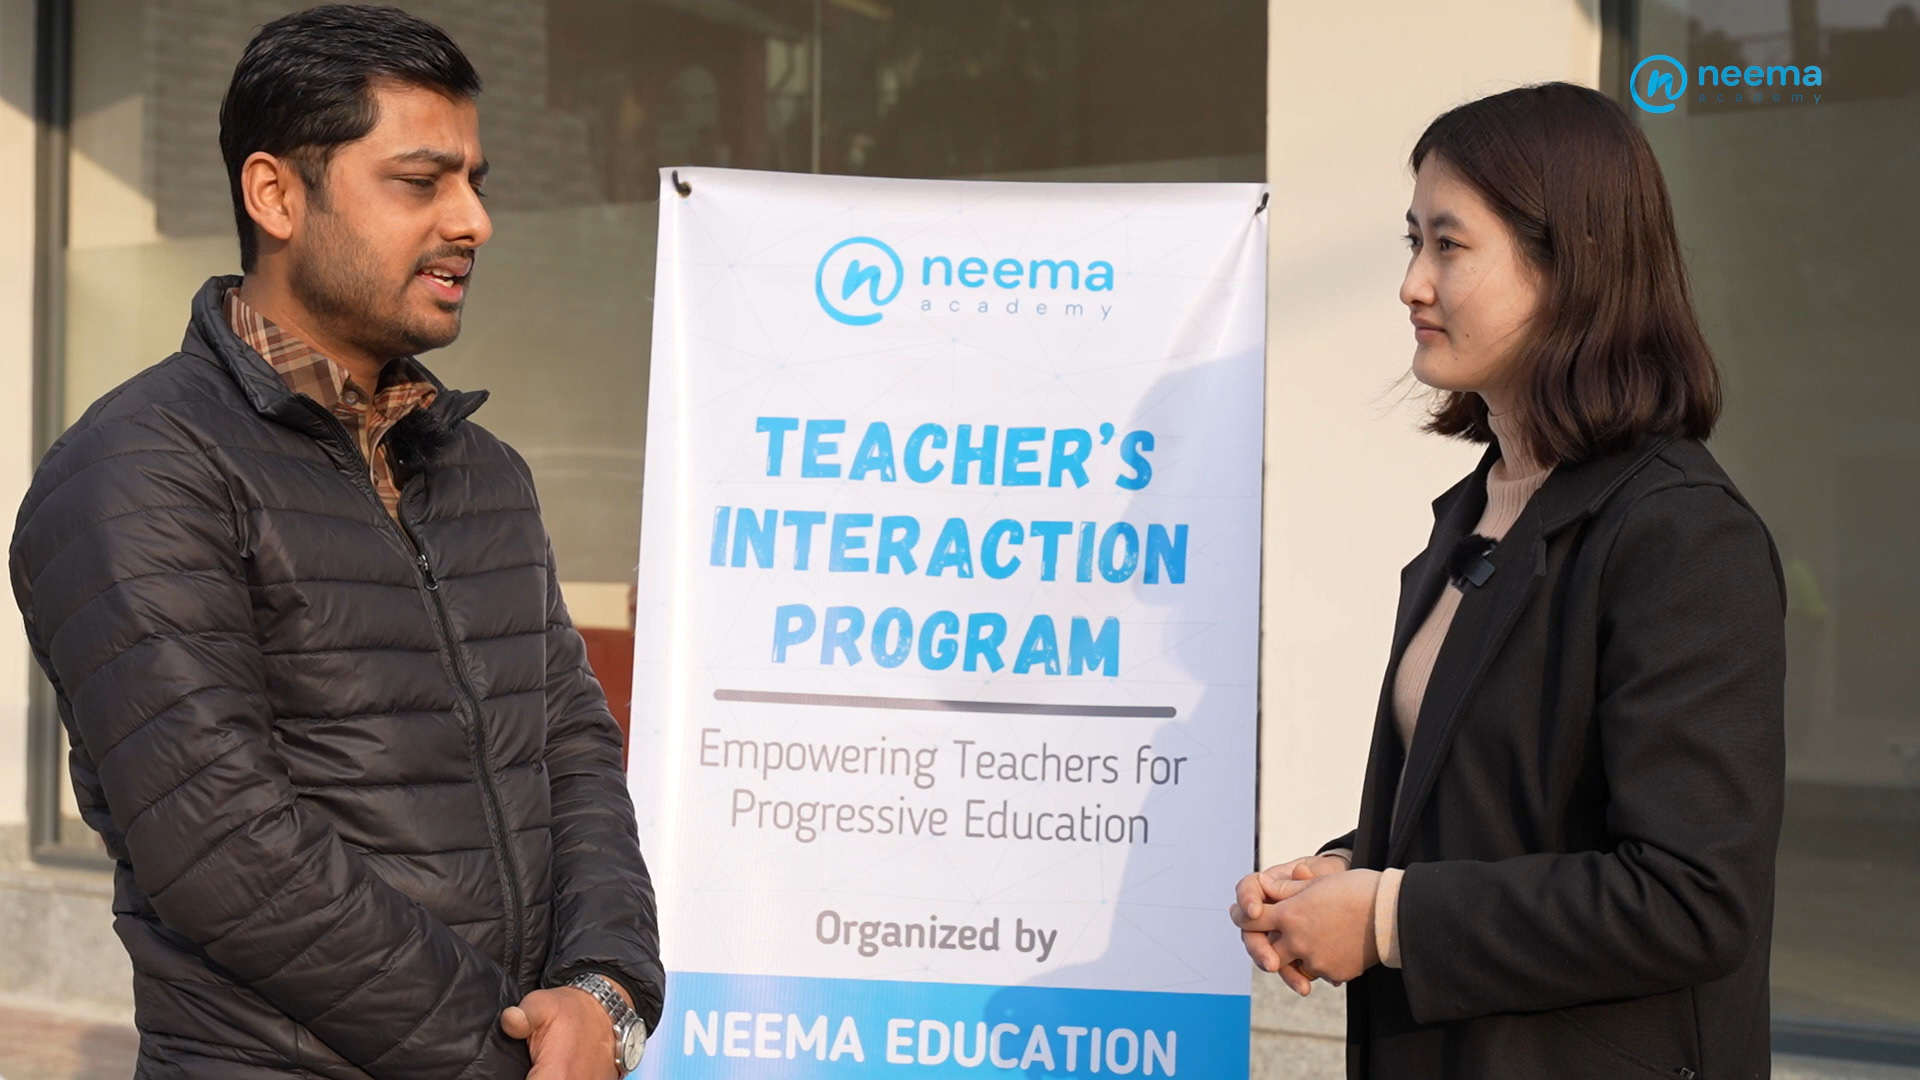 neema
academy
neema
academy
TEACHER'S
INTERACTION
PROGRAM
Empowering Teachers for
Progressive Education
Organized by
NEEMA EDUCATION